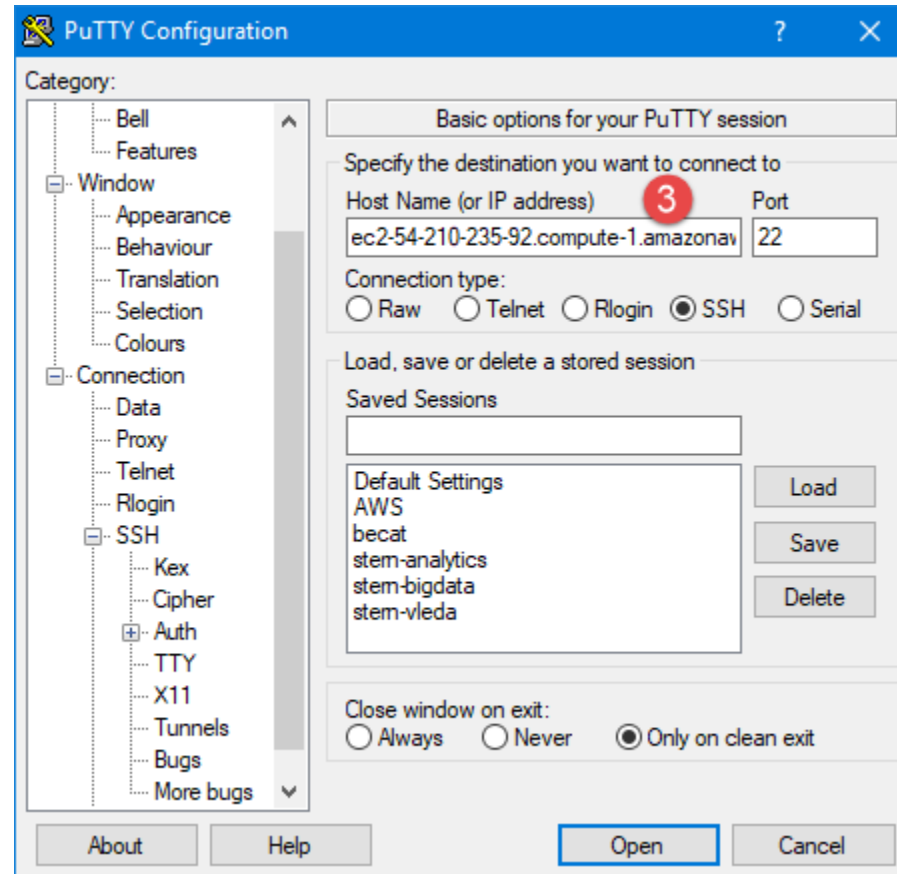 PuTTY Configuration
?
Category:
Bell
Features
Window
Appearance
Behaviour
Translation
Selection
Colours
Connection
Data
Proxy
Telnet
Rlogin
SSH
Kex
Cipher
Auth
TTY
X11
Tunnels
Bugs
More bugs
Basic options for your PuTTY session
Specify the destination you want to connect to
Host Name (or IP address) 3 Port
ec2-54-210-235-92.compute-1.amazonaw 22
Connection type:
Raw Telnet Rlogin SSH Serial
Load, save or delete a stored session
Saved Sessions
Default Settings
AWS
becat
stern-analytics
stern-bigdata
stern-vleda
Load
Save
Delete
Close window on exit:
Always Never Only on clean exit
About Help Open Cancel